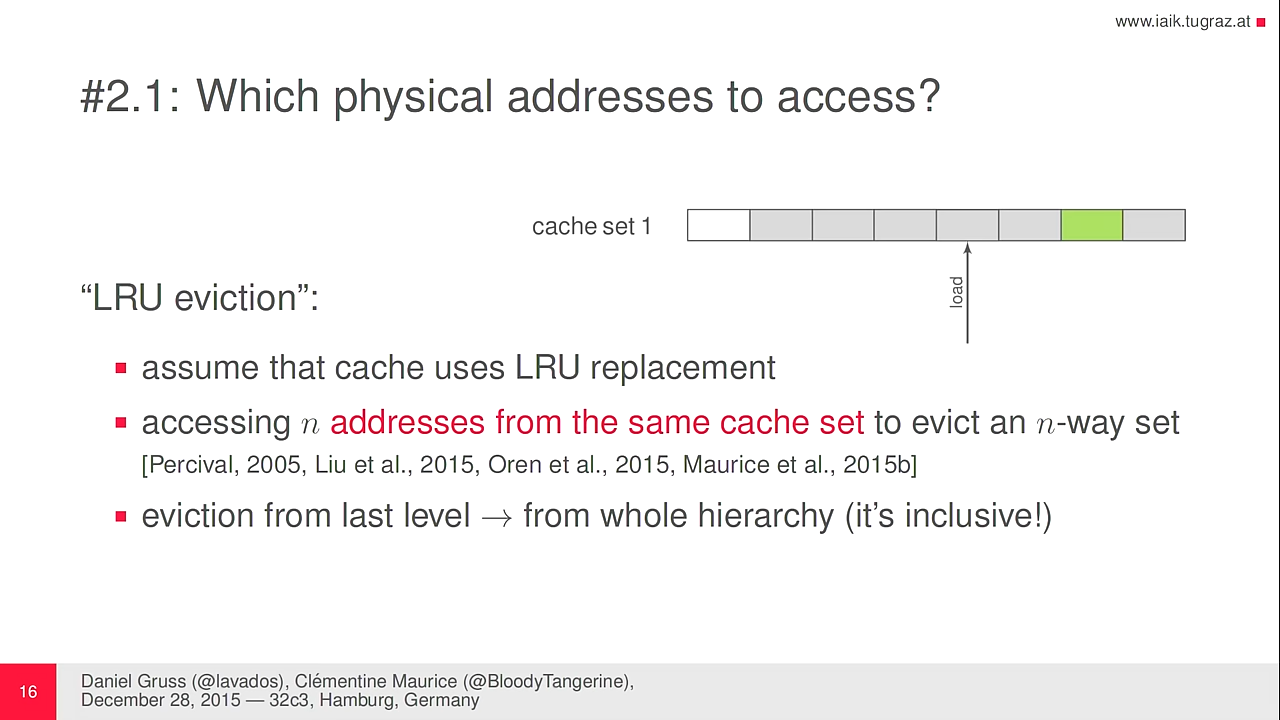 www.iaik.tugraz.at
#2.1: Which physical addresses to access?
cache set 1
load
“LRU eviction”:
assume that cache uses LRU replacement
accessing n addresses from the same cache set to evict an n-way set
[Percival, 2005, Liu et al., 2015, Oren et al., 2015, Maurice et al., 2015b]
eviction from last level → from whole hierarchy (it’s inclusive!)
16
Daniel Gruss (@lavados), Clémentine Maurice (@BloodyTangerine),
December 28, 2015 — 32c3, Hamburg, Germany